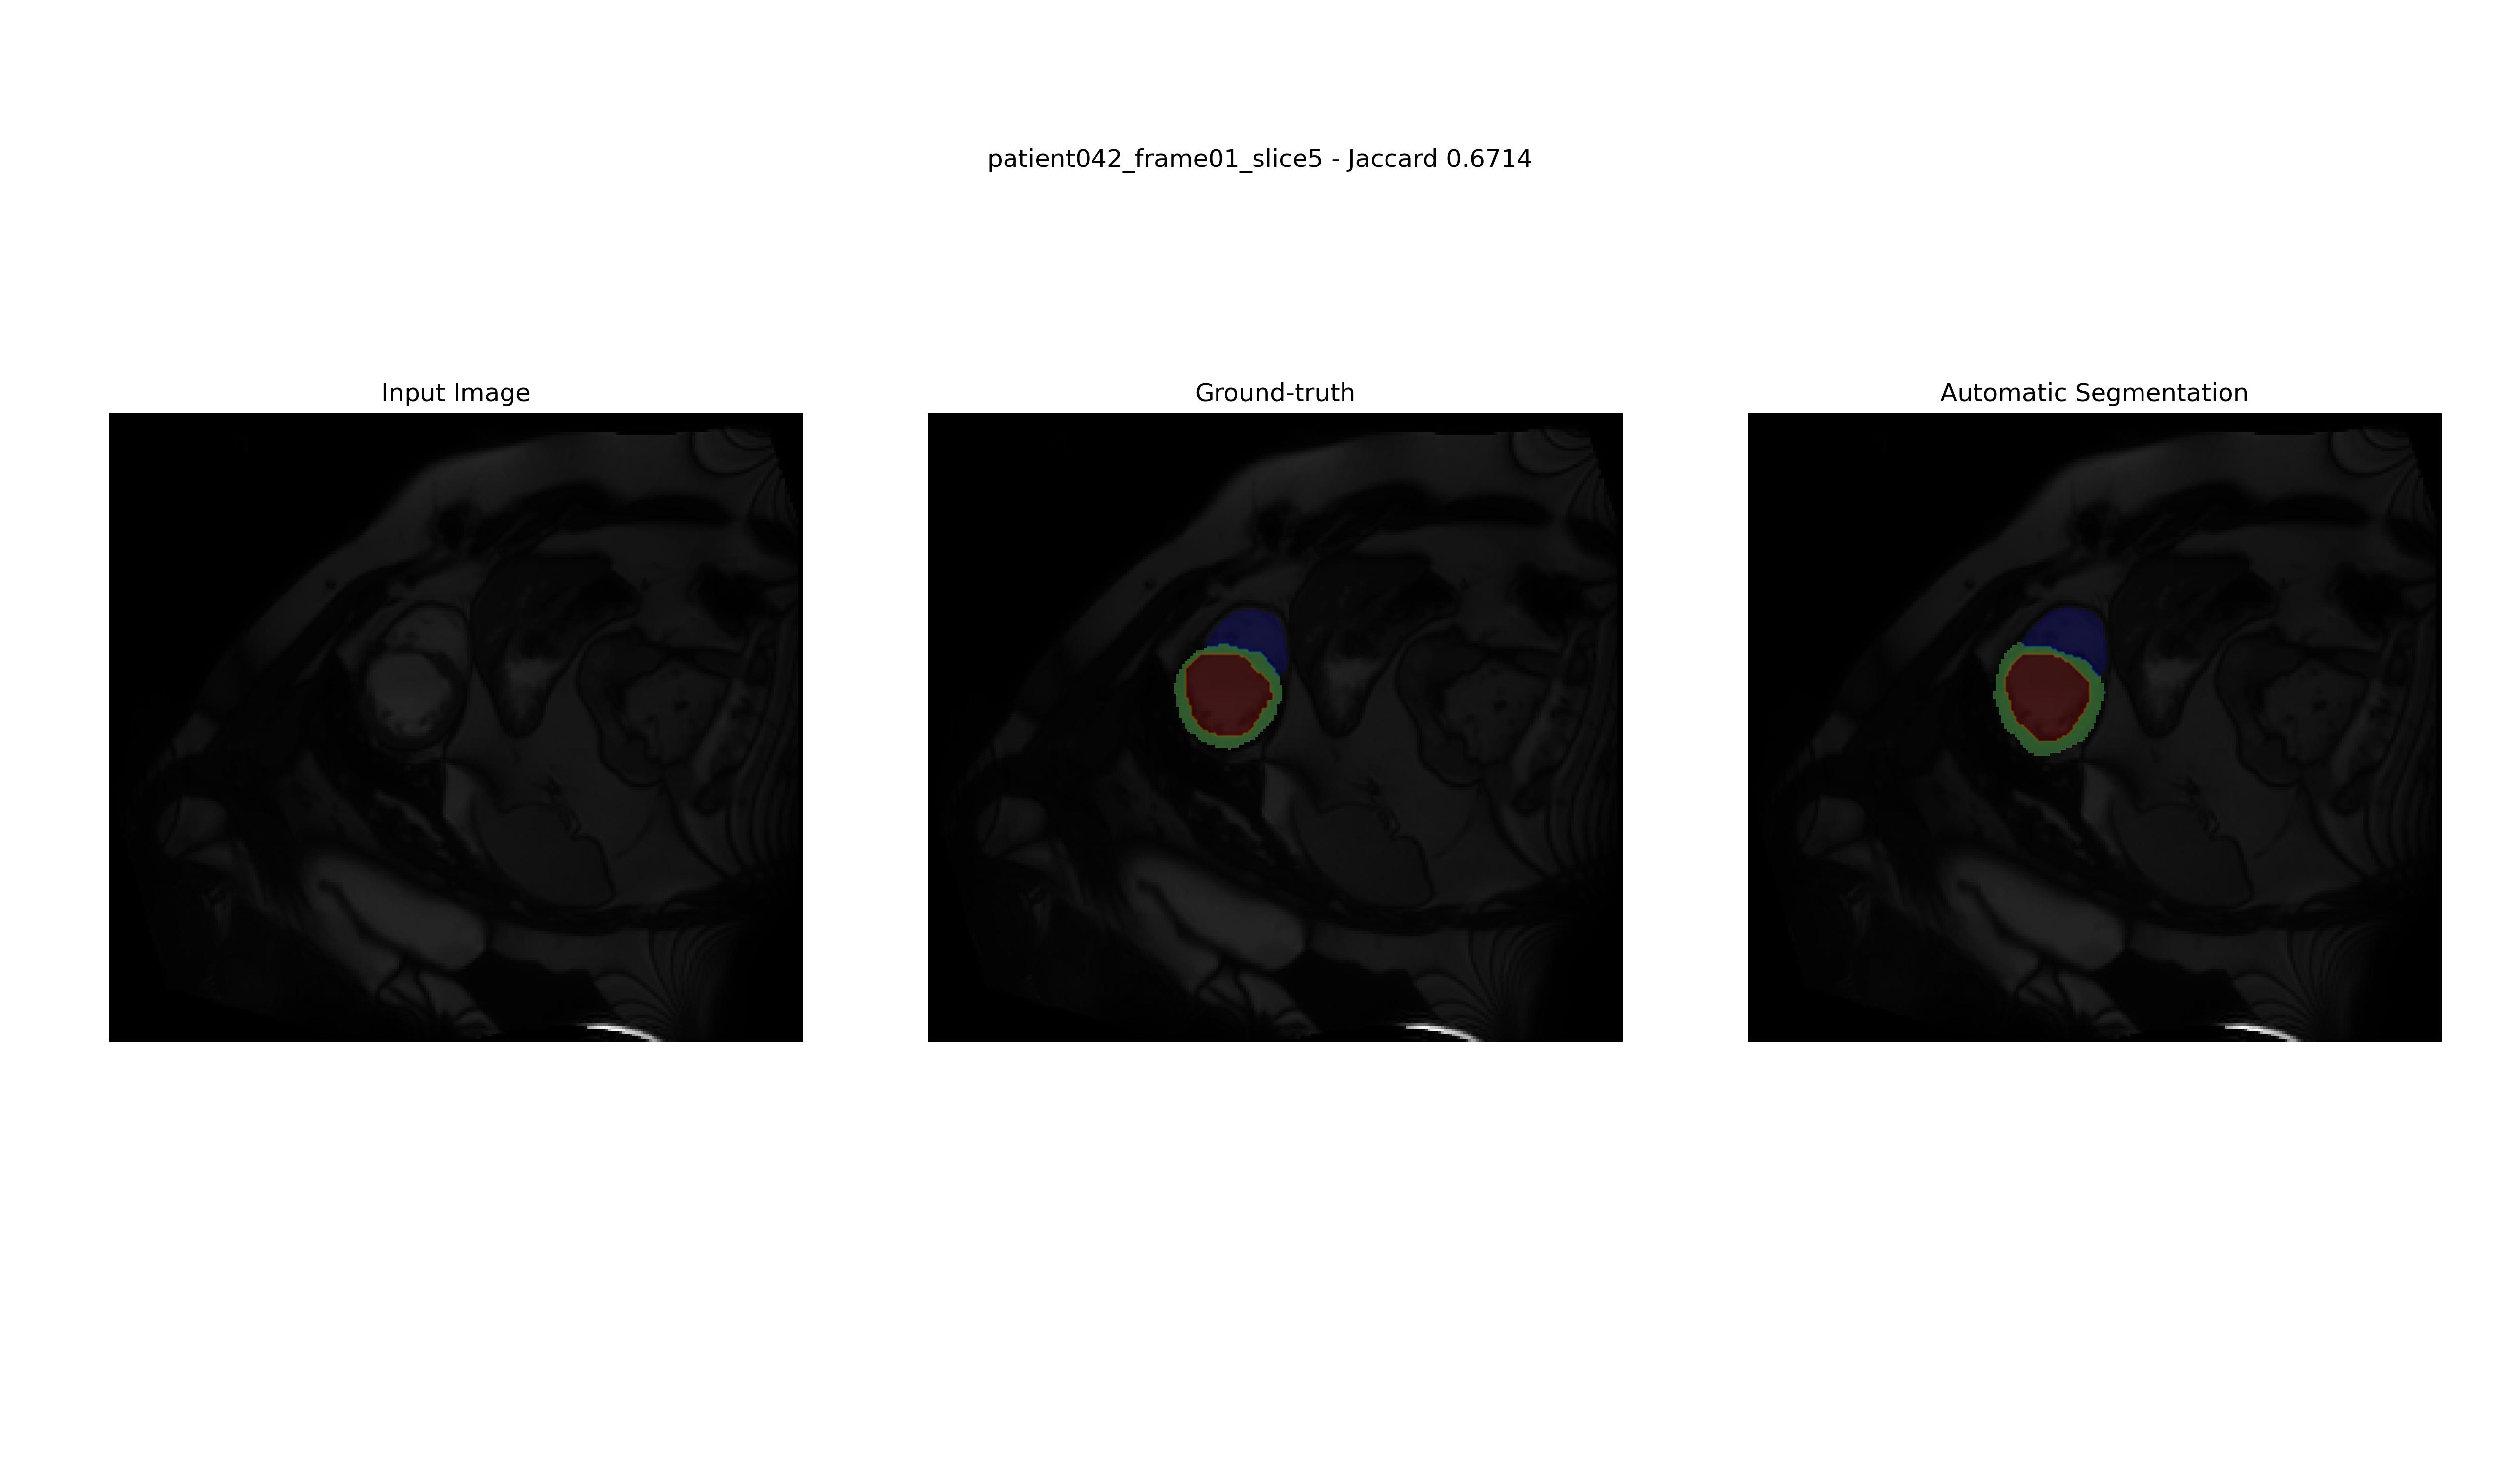 patient042_frame01_slice5 - Jaccard 0.6714
Input Image
Ground-truth
Automatic Segmentation